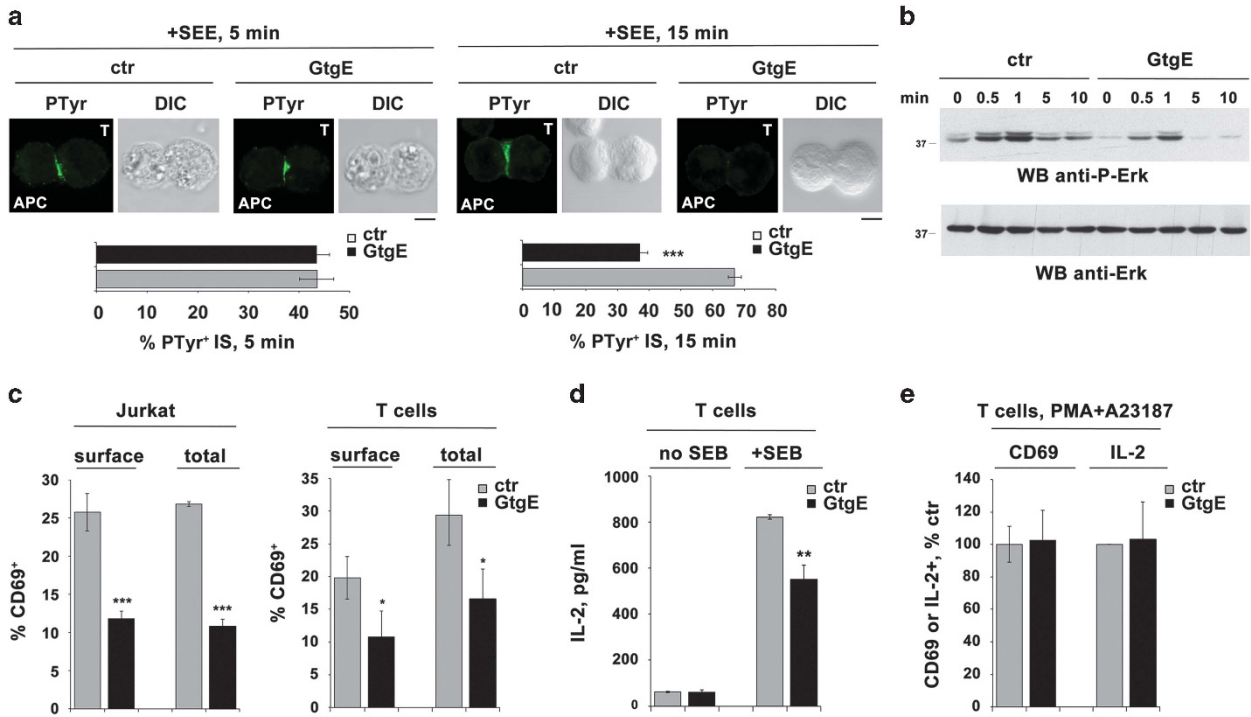 a
+SEE, 5 min
ctr GtgE
PTyr DIC PTyr DIC
T T
APC APC
ctr
GtgE
0 10 20 30 40 50
% PTyr⁺ IS, 5 min
+SEE, 15 min
ctr GtgE
PTyr DIC PTyr DIC
T T
APC APC
ctr
GtgE
***
0 10 20 30 40 50 60 70 80
% PTyr⁺ IS, 15 min
b
ctr GtgE
min 0 0.5 1 5 10 0 0.5 1 5 10
37
WB anti-P-Erk
37
WB anti-Erk
c
Jurkat
surface total
% CD69⁺
30
25
20
15
10
5
0
*** ***
T cells
surface total
ctr
GtgE
% CD69⁺
35
30
25
20
15
10
5
0
* *
d
T cells
no SEB +SEB
ctr
GtgE
IL-2, pg/ml
1000
800
600
400
200
0
**
e
T cells, PMA+A23187
CD69 IL-2
ctr
GtgE
CD69 or IL-2+, % ctr
140
120
100
80
60
40
20
0